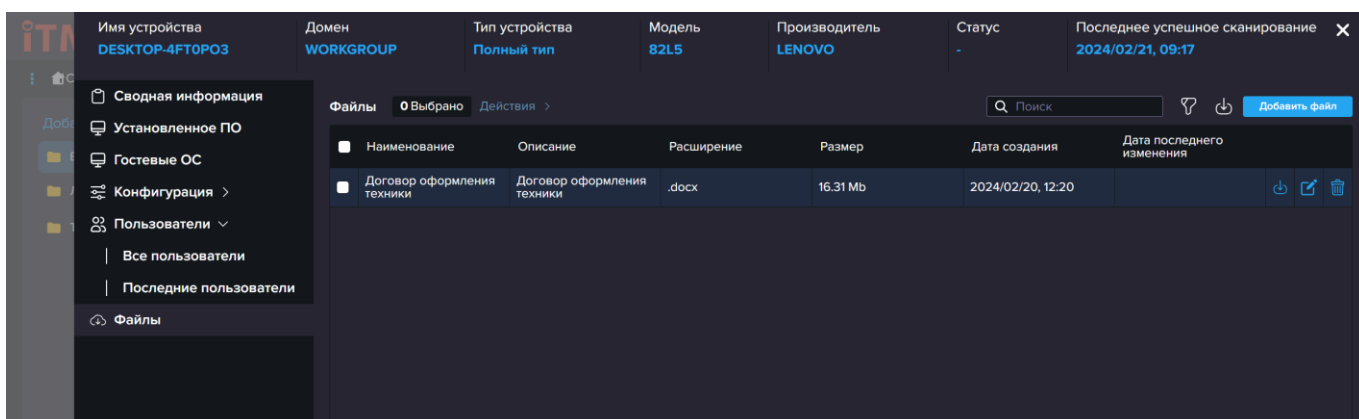 Имя устройства
DESKTOP-4FT0PO3
Домен
WORKGROUP
Тип устройства
Полный тип
Модель
82L5
Производитель
LENOVO
Статус
-
Последнее успешное сканирование
2024/02/21, 09:17
Сводная информация
Установленное ПО
Гостевые ОС
Конфигурация >
Пользователи
Все пользователи
Последние пользователи
Файлы
Файлы 0 Выбрано Действия > Поиск Добавить файл
Наименование Описание Расширение Размер Дата создания Дата последнего
изменения
Договор оформления
техники
Договор оформления
техники
.docx 16.31 Mb 2024/02/20, 12:20